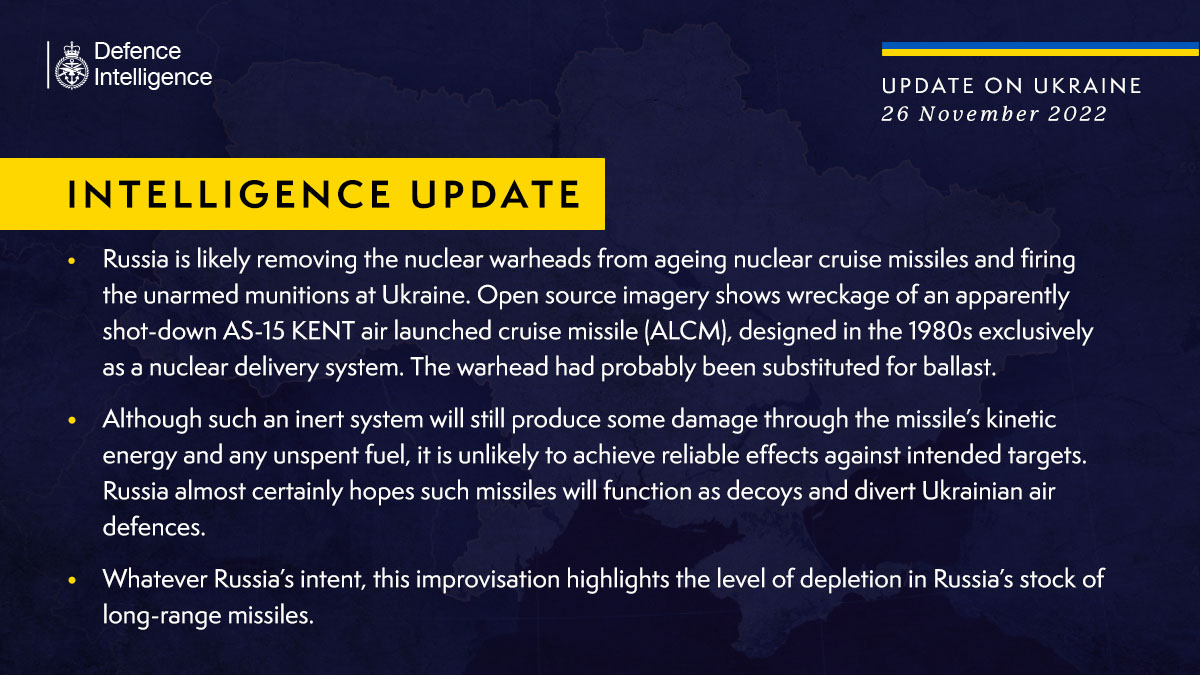 Defence
Intelligence
UPDATE ON UKRAINE
26 November 2022
INTELLIGENCE UPDATE
• Russia is likely removing the nuclear warheads from ageing nuclear cruise missiles and firing
the unarmed munitions at Ukraine. Open source imagery shows wreckage of an apparently
shot-down AS-15 KENT air launched cruise missile (ALCM), designed in the 1980s exclusively
as a nuclear delivery system. The warhead had probably been substituted for ballast.
• Although such an inert system will still produce some damage through the missile’s kinetic
energy and any unspent fuel, it is unlikely to achieve reliable effects against intended targets.
Russia almost certainly hopes such missiles will function as decoys and divert Ukrainian air
defences.
• Whatever Russia’s intent, this improvisation highlights the level of depletion in Russia’s stock of
long-range missiles.